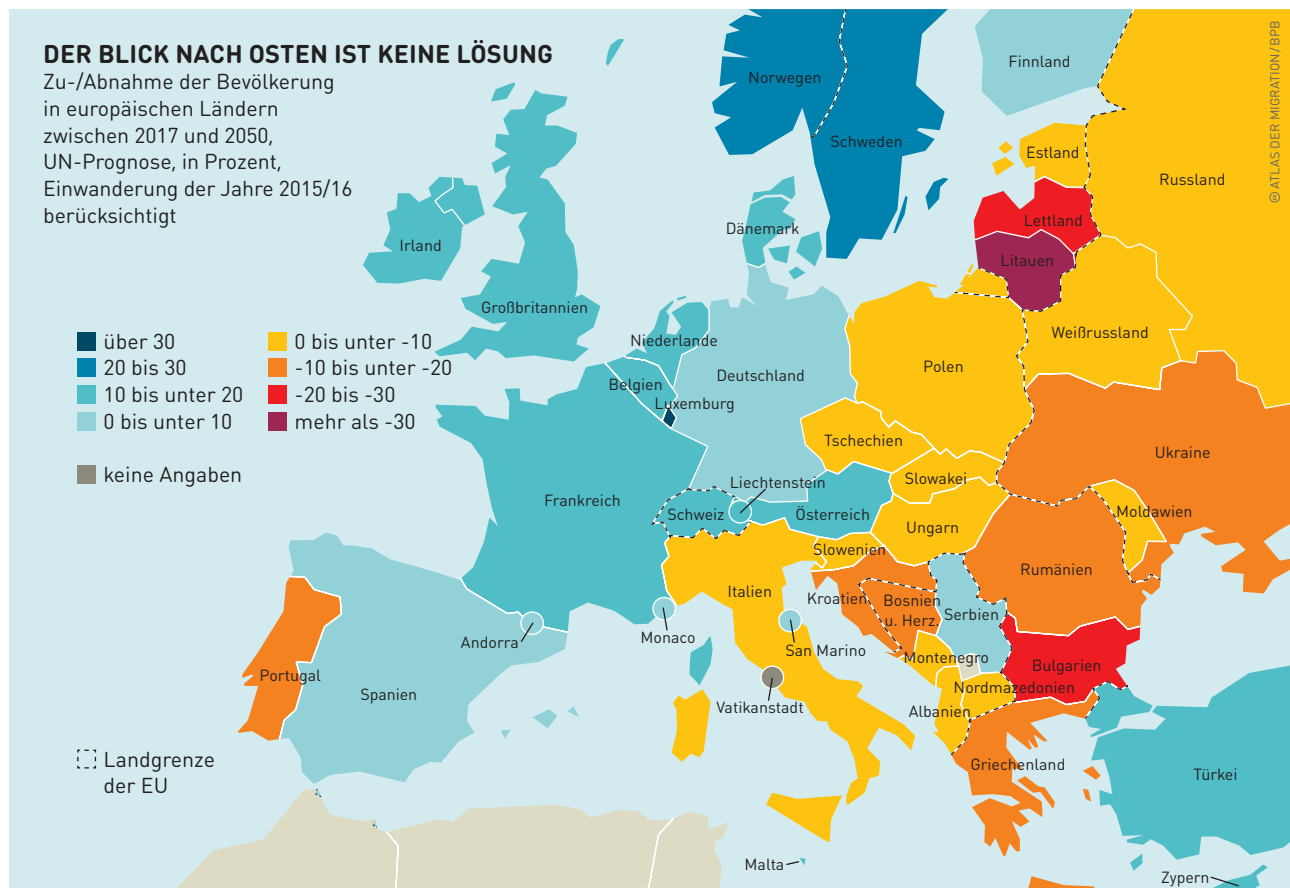 DER BLICK NACH OSTEN IST KEINE LÖSUNG
Zu-/Abnahme der Bevölkerung
in europäischen Ländern
zwischen 2017 und 2050,
UN-Prognose, in Prozent,
Einwanderung der Jahre 2015/16
berücksichtigt
© ATLAS DER MIGRATION / BPB
über 30
20 bis 30
10 bis unter 20
0 bis unter 10
0 bis unter -10
-10 bis unter -20
-20 bis -30
mehr als -30
keine Angaben
Landgrenze
der EU
Norwegen
Finnland
Schweden
Estland
Russland
Lettland
Litauen
Irland
Dänemark
Großbritannien
Niederlande
Weißrussland
Belgien
Deutschland
Polen
Luxemburg
Tschechien
Ukraine
Slowakei
Liechtenstein
Frankreich
Schweiz
Österreich
Moldawien
Ungarn
Slowenien
Rumänien
Italien
Kroatien
Bosnien
u. Herz.
Serbien
Andorra
Monaco
San Marino
Montenegro
Bulgarien
Portugal
Spanien
Nordmazedonien
Vatikanstadt
Albanien
Griechenland
Türkei
Malta
Zypern